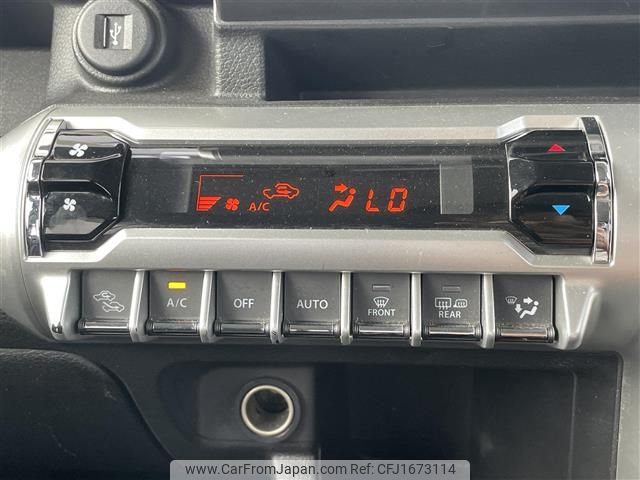 A/C
LO
A/C
OFF
AUTO
FRONT
REAR
www.CarFromJapan.com - Ref: CFJ1673114